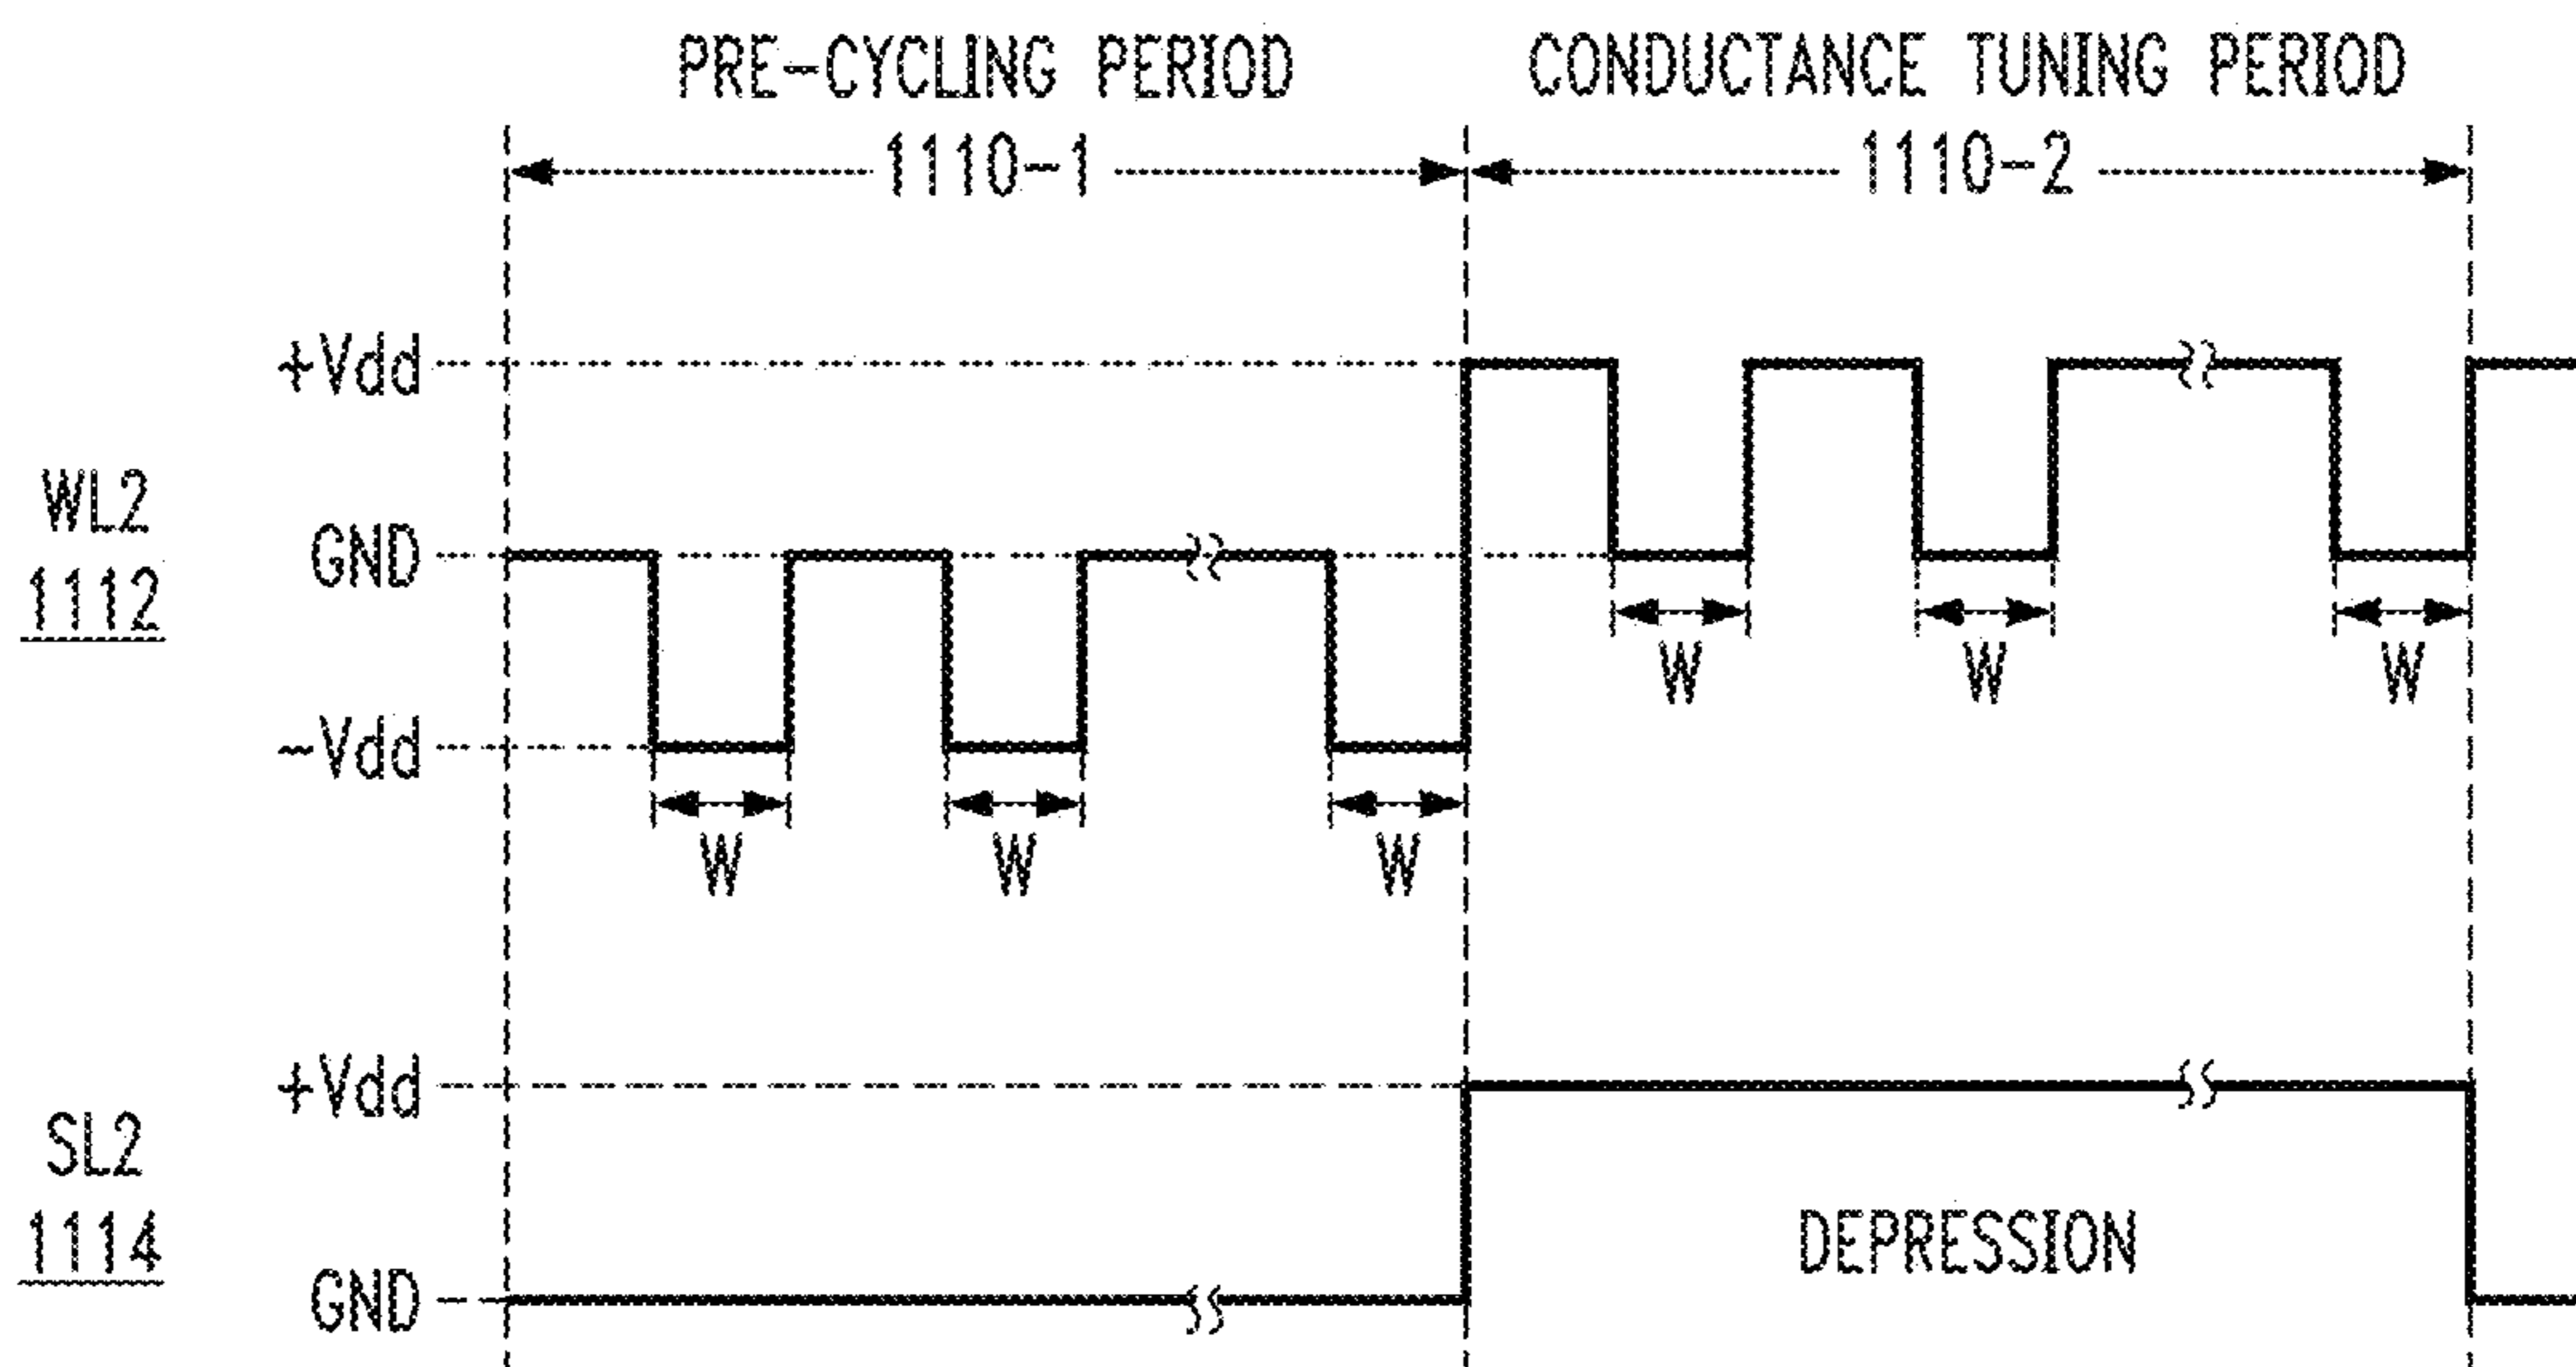 PRE-CYCLING PERIOD
1110-1
CONDUCTANCE TUNING PERIOD
1110-2
WL2
1112
+Vdd
GND
-Vdd
W
W
W
W
W
W
SL2
1114
+Vdd
GND
DEPRESSION